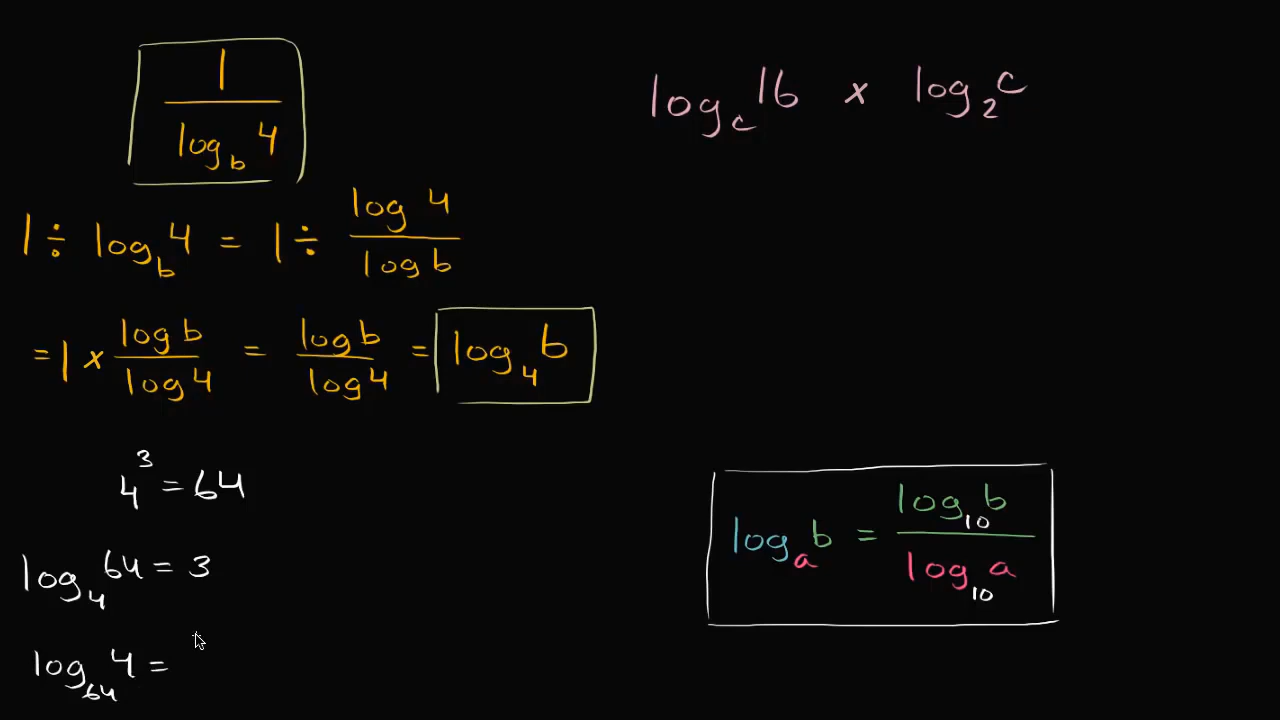 1
log_b 4
1 ÷ log_b 4 = 1 ÷ log 4 / log b
= 1 × log b / log 4 = log b / log 4 = log_4 b
4^3 = 64
log_4 64 = 3
log_64 4 =
log_c 16 × log_2 c
log_a b = log_10 b / log_10 a